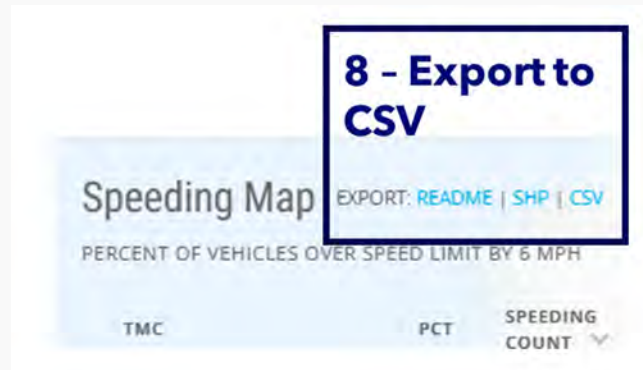 8 - Export to
CSV
Speeding Map
EXPORT: README | SHP | CSV
PERCENT OF VEHICLES OVER SPEED LIMIT BY 6 MPH
TMC
PCT
SPEEDING
COUNT